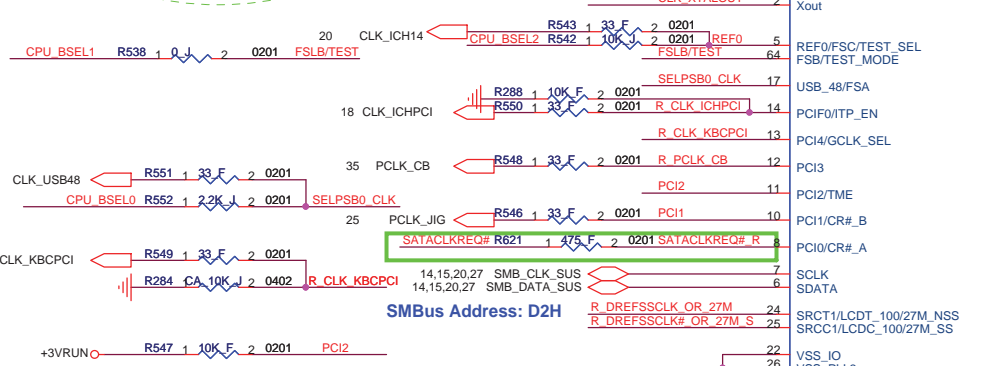 2 Xout
20 CLK_ICH14 R543 1 33_F 2 0201
CPU_BSEL2 R542 1 10K_J 2 0201 REF0 5 REF0/FSC/TEST_SEL
CPU_BSEL1 R538 1 0_J 2 0201 FSLB/TEST
FSLB/TEST 64 FSB/TEST_MODE
SELPSB0_CLK 17 USB_48/FSA
R288 1 10K_F 2 0201
18 CLK_ICHPCI R550 1 33_F 2 0201 R_CLK_ICHPCI 14 PCIF0/ITP_EN
R_CLK_KBCPCI 13 PCI4/GCLK_SEL
35 PCLK_CB R548 1 33_F 2 0201 R_PCLK_CB 12 PCI3
CLK_USB48 R551 1 33_F 2 0201
PCI2 11 PCI2/TME
CPU_BSEL0 R552 1 2.2K_J 2 0201 SELPSB0_CLK
25 PCLK_JIG R546 1 33_F 2 0201 PCI1 10 PCI1/CR#_B
SATACLKREQ# R621 1 475_F 2 0201 SATACLKREQ#_R 8 PCI0/CR#_A
CLK_KBCPCI R549 1 33_F 2 0201
14,15,20,27 SMB_CLK_SUS 7 SCLK
R284 1 CA_10K_J 2 0402 R_CLK_KBCPCI
14,15,20,27 SMB_DATA_SUS 6 SDATA
SMBus Address: D2H
R_DREFSSCLK_OR_27M 24 SRCT1/LCDT_100/27M_NSS
R_DREFSSCLK#_OR_27M_S 25 SRCC1/LCDC_100/27M_SS
+3VRUN R547 1 10K_F 2 0201 PCI2
22 VSS_IO
26